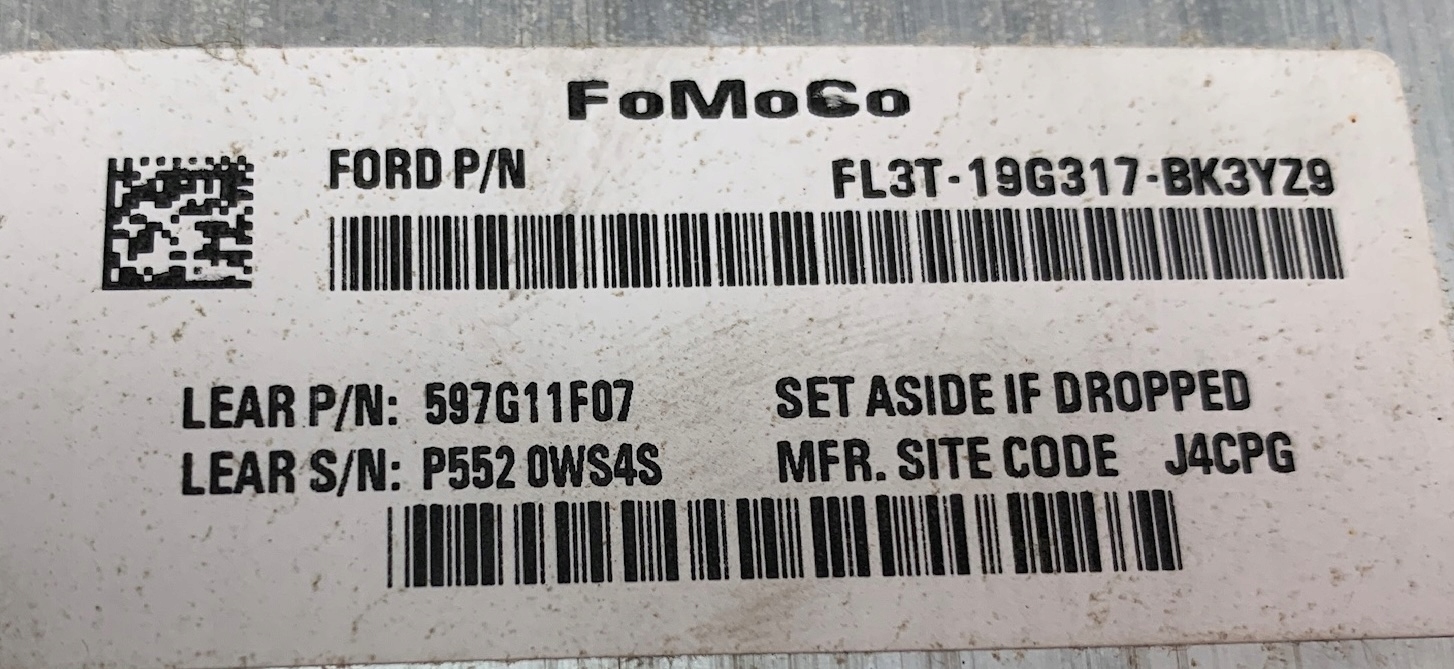 FoMoCo
FORD P/N FL3T-19G317-BK3YZ9
LEAR P/N: 597G11F07 SET ASIDE IF DROPPED
LEAR S/N: P552 0WS4S MFR. SITE CODE J4CPG